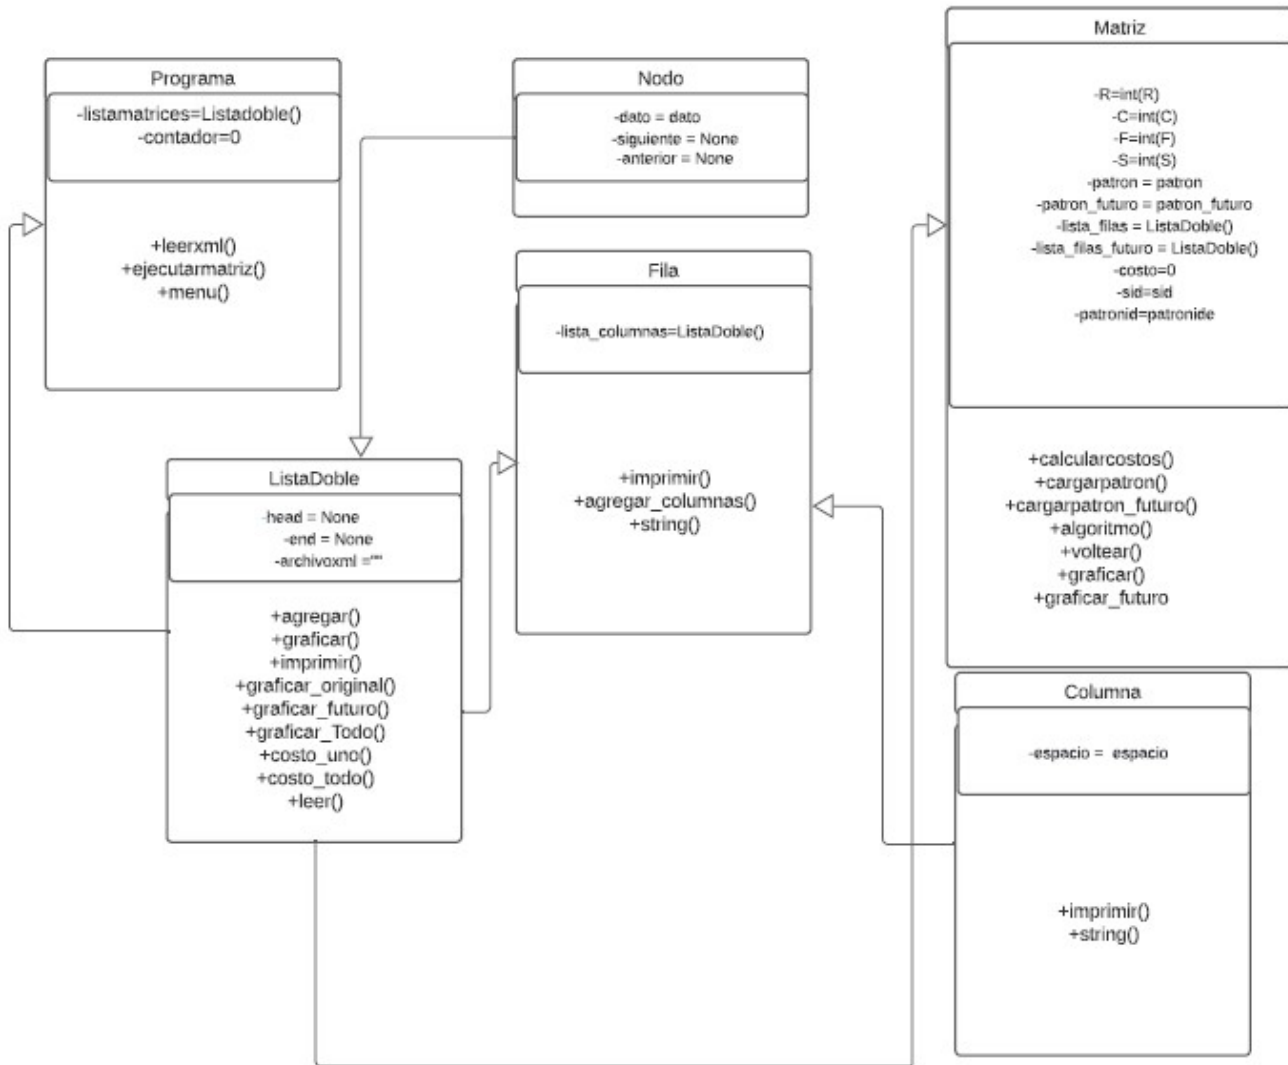 Programa
-listamatrices=Listadoble()
-contador=0
+leerxml()
+ejecutarmatriz()
+menu()
Nodo
-dato = dato
-siguiente = None
-anterior = None
Fila
-lista_columnas=ListaDoble()
+imprimir()
+agregar_columnas()
+string()
Matriz
-R=int(R)
-C=int(C)
-F=int(F)
-S=int(S)
-patron = patron
-patron_futuro = patron_futuro
-lista_filas = ListaDoble()
-lista_filas_futuro = ListaDoble()
-costo=0
-sid=sid
-patronid=patronide
+calcularcostos()
+cargarpatron()
+cargarpatron_futuro()
+algoritmo()
+voltear()
+graficar()
+graficar_futuro
ListaDoble
-head = None
-end = None
-archivoxml =""
+agregar()
+graficar()
+imprimir()
+graficar_original()
+graficar_futuro()
+graficar_Todo()
+costo_uno()
+costo_todo()
+leer()
Columna
-espacio = espacio
+imprimir()
+string()